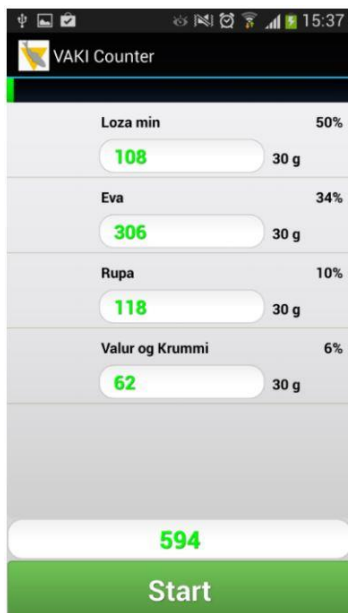 15:37
VAKI Counter
Loza min 50%
108 30 g
Eva 34%
306 30 g
Rupa 10%
118 30 g
Valur og Krummi 6%
62 30 g
594
Start